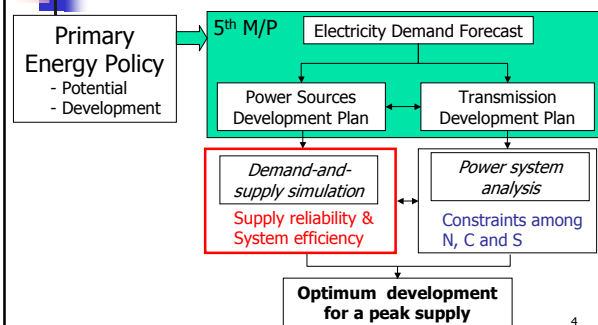 Primary
Energy Policy
- Potential
- Development
5th M/P
Electricity Demand Forecast
Power Sources
Development Plan
Transmission
Development Plan
Demand-and-
supply simulation
Supply reliability &
System efficiency
Power system
analysis
Constraints among
N, C and S
Optimum development
for a peak supply
4